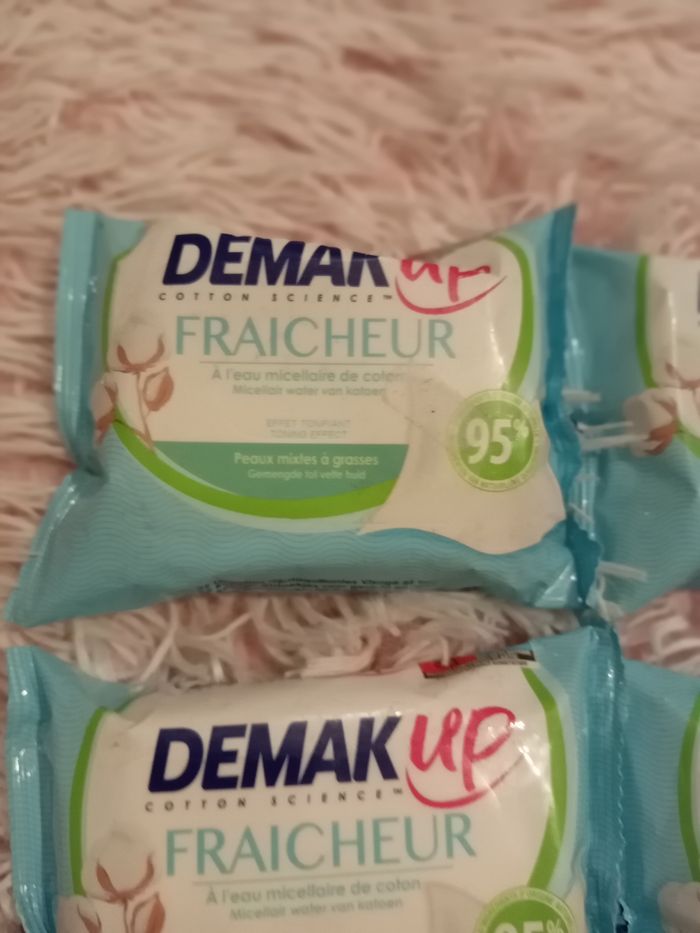 DEMAK up
COTTON SCIENCE™
FRAICHEUR
À l'eau micellaire de coton
Micellair water van katoen
EFFET TONIFIANT
TONING EFFECT
95%
Peaux mixtes à grasses
Gemengde tot vette huid
DEMAK up
COTTON SCIENCE™
FRAICHEUR
À l'eau micellaire de coton
Micellair water van katoen
95%